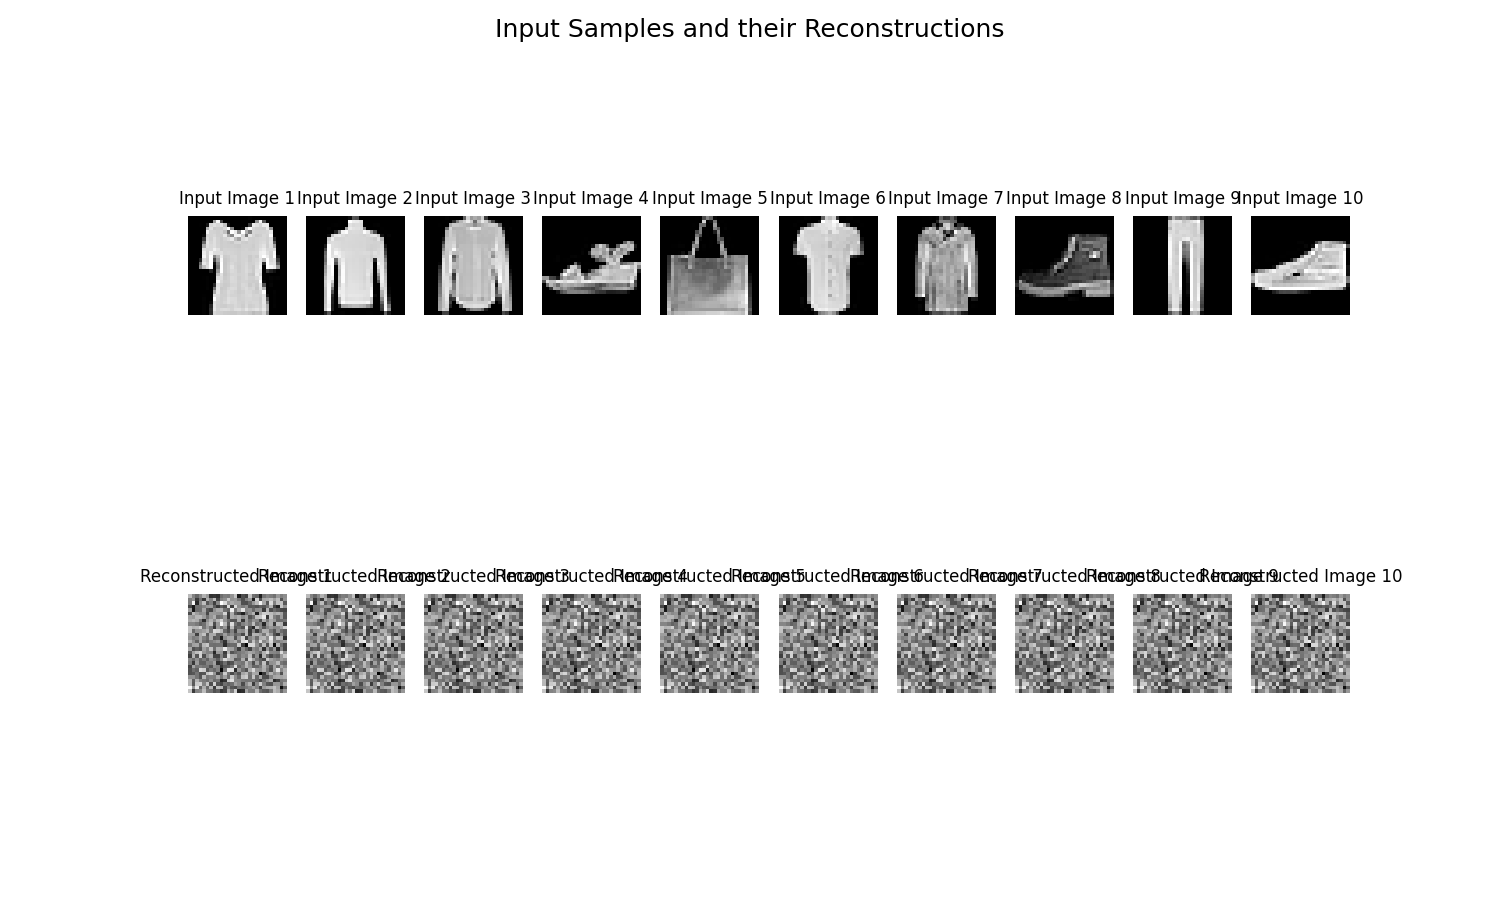 Input Samples and their Reconstructions
Input Image 1 Input Image 2 Input Image 3 Input Image 4 Input Image 5 Input Image 6 Input Image 7 Input Image 8 Input Image 9 Input Image 10
Reconstructed Image 1 Reconstructed Image 2 Reconstructed Image 3 Reconstructed Image 4 Reconstructed Image 5 Reconstructed Image 6 Reconstructed Image 7 Reconstructed Image 8 Reconstructed Image 9 Reconstructed Image 10